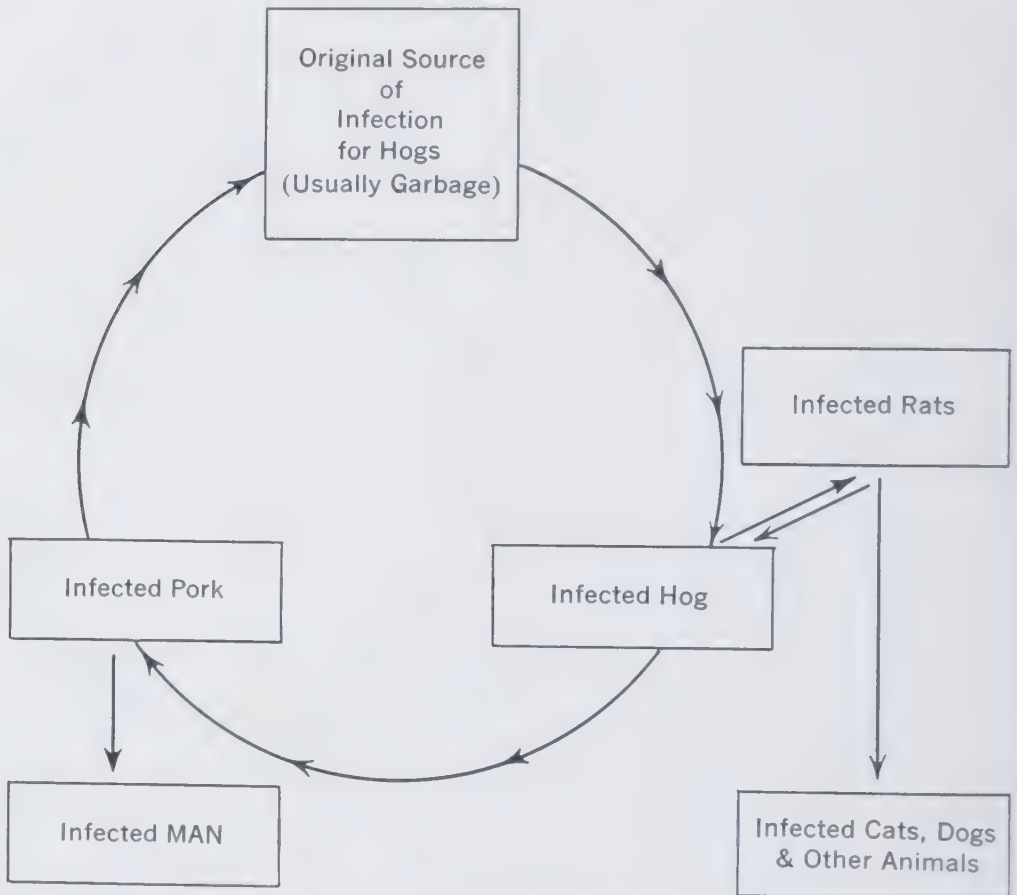 Original Source
of
Infection
for Hogs
(Usually Garbage)
Infected Rats
Infected Pork
Infected Hog
Infected MAN
Infected Cats, Dogs
& Other Animals